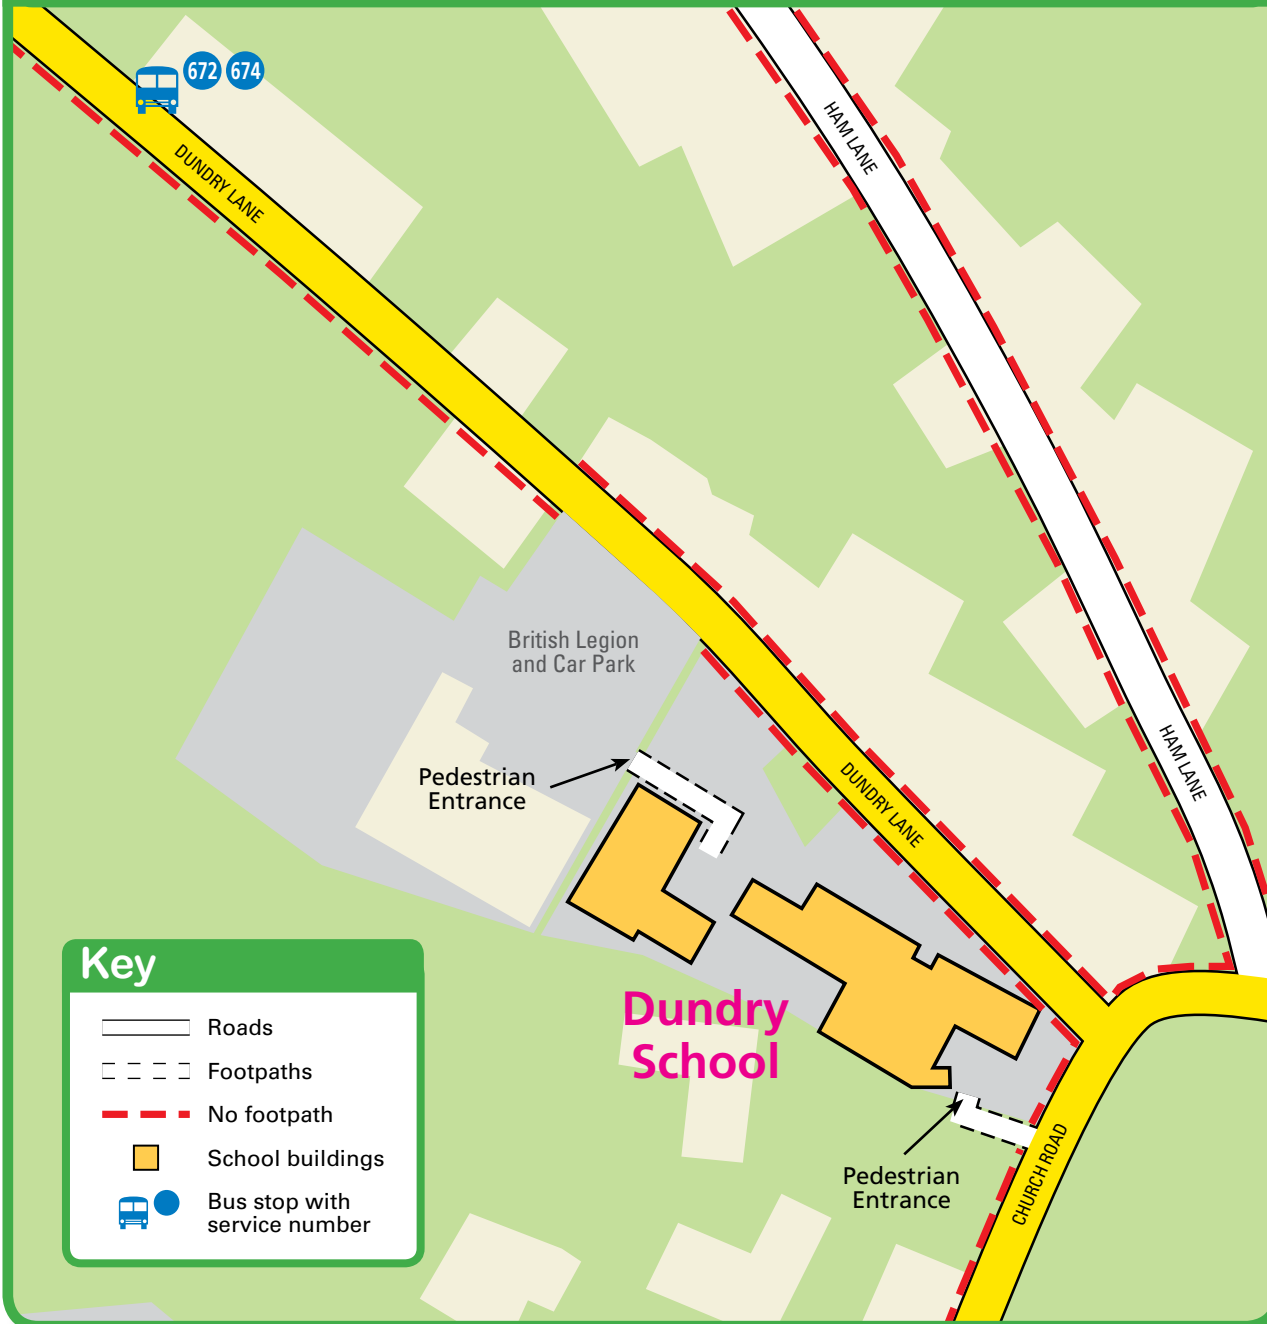 672 674
DUNDRY LANE
HAM LANE
British Legion
and Car Park
Pedestrian
Entrance
DUNDRY LANE
HAM LANE
Dundry
School
Pedestrian
Entrance
CHURCH ROAD
Key
Roads
Footpaths
No footpath
School buildings
Bus stop with
service number